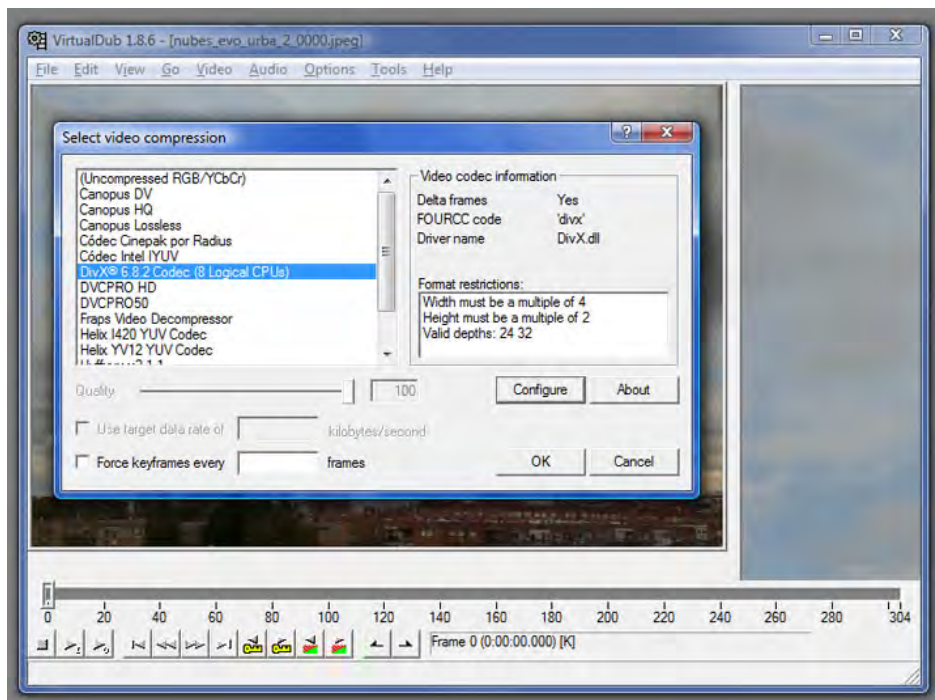 VirtualDub 1.8.6 - [nubes_evo_urba_2_0000.jpeg]
File Edit View Go Video Audio Options Tools Help
Select video compression
(Uncompressed RGB/YCbCr)
Canopus DV
Canopus HQ
Canopus Lossless
Códec Cinepak por Radius
Códec Intel IYUV
DivX® 6.8.2 Codec (8 Logical CPUs)
DVCPRO HD
DVCPRO50
Fraps Video Decompressor
Helix I420 YUV Codec
Helix YV12 YUV Codec
Video codec information
Delta frames Yes
FOURCC code 'divx'
Driver name DivX.dll
Format restrictions:
Width must be a multiple of 4
Height must be a multiple of 2
Valid depths: 24 32
Quality 100
Configure About
Use target data rate of kilobytes/second
Force keyframes every frames
OK Cancel
0 20 40 60 80 100 120 140 160 180 200 220 240 260 280 304
Frame 0 (0:00:00.000) [K]